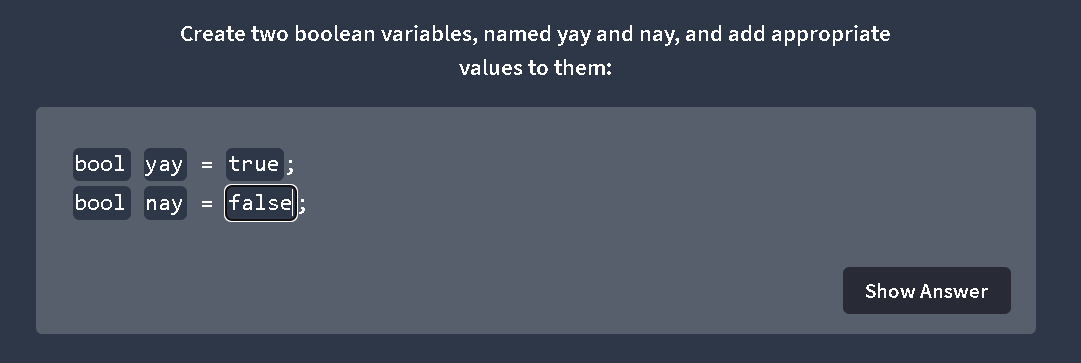 Create two boolean variables, named yay and nay, and add appropriate
values to them:
bool yay = true;
bool nay = false;
Show Answer